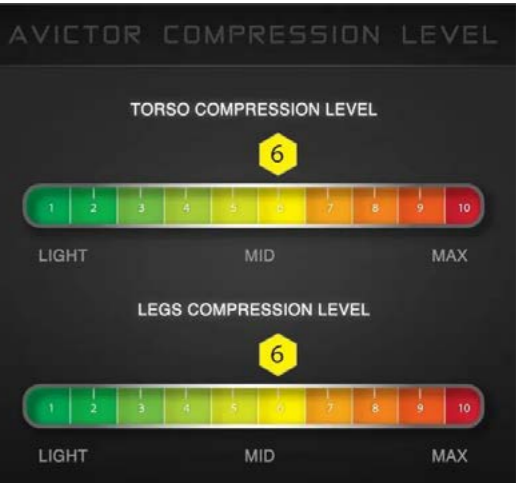 AVICTOR COMPRESSION LEVEL
TORSO COMPRESSION LEVEL
6
1 2 3 4 5 6 7 8 9 10
LIGHT MID MAX
LEGS COMPRESSION LEVEL
6
1 2 3 4 5 6 7 8 9 10
LIGHT MID MAX